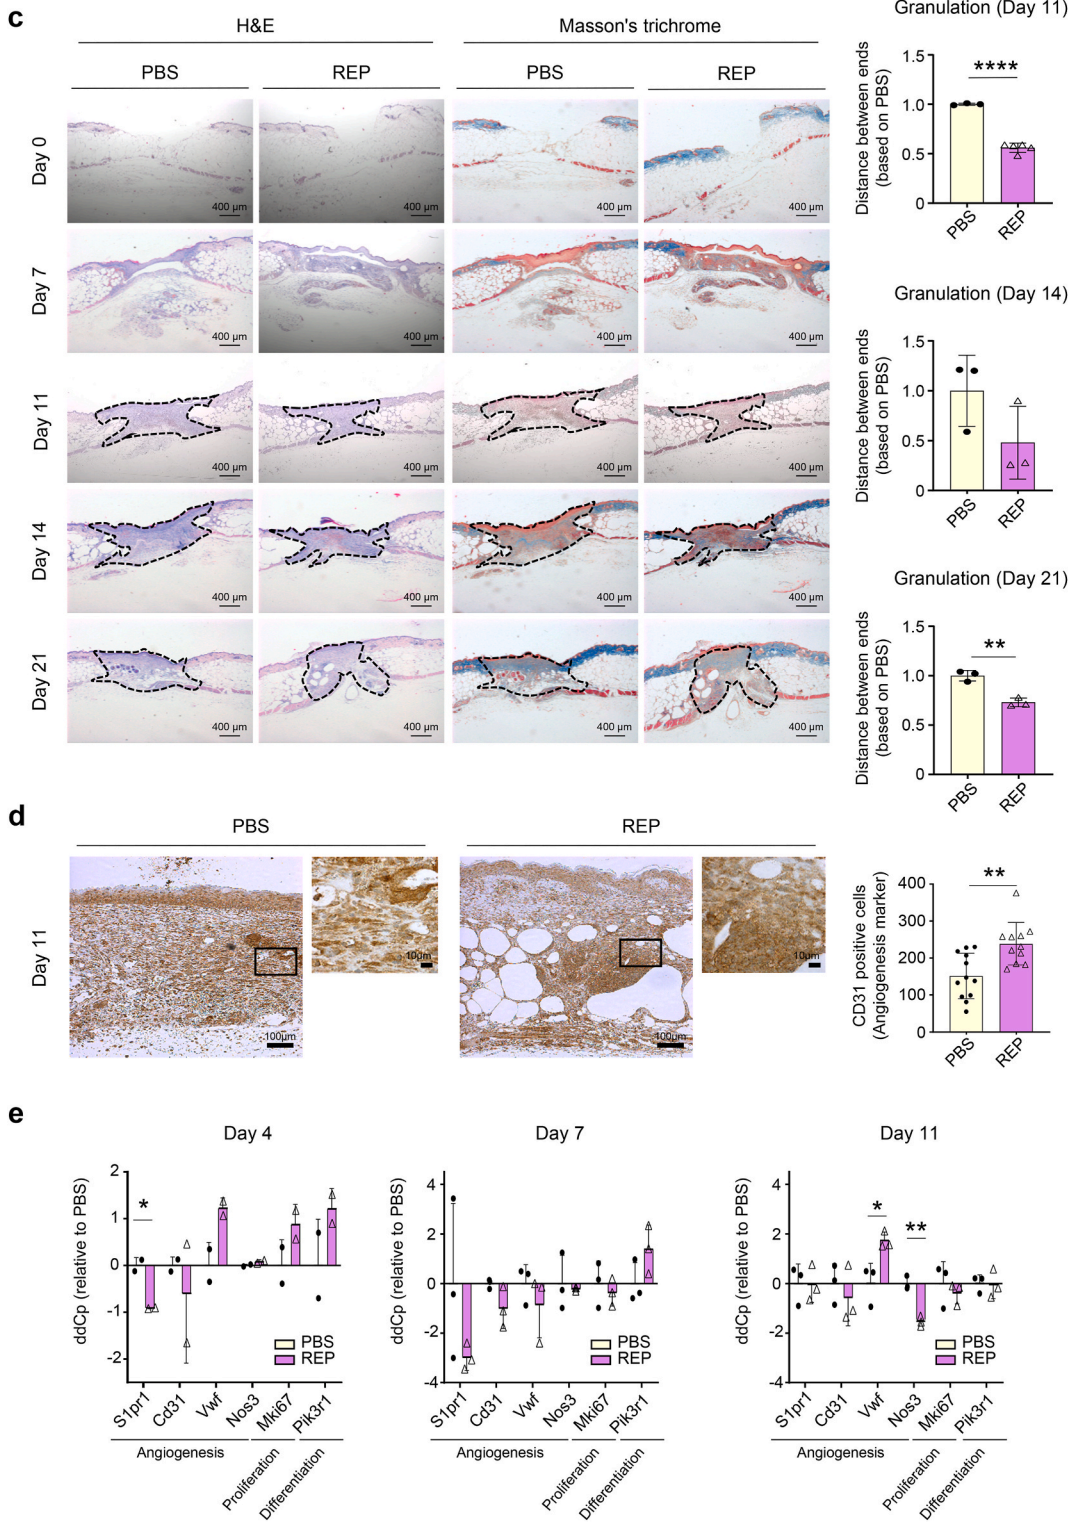 c
H&E
Masson's trichrome
PBS
REP
PBS
REP
Day 0
400 µm
400 µm
400 µm
400 µm
Day 7
400 µm
400 µm
400 µm
400 µm
Day 11
400 µm
400 µm
400 µm
400 µm
Day 14
400 µm
400 µm
400 µm
400 µm
Day 21
400 µm
400 µm
400 µm
400 µm
Granulation (Day 11)
Distance between ends
(based on PBS)
1.5
1.0
0.5
0
****
PBS
REP
Granulation (Day 14)
Distance between ends
(based on PBS)
1.5
1.0
0.5
0
PBS
REP
Granulation (Day 21)
Distance between ends
(based on PBS)
1.5
1.0
0.5
0
**
PBS
REP
d
PBS
REP
Day 11
100µm
10µm
100µm
10µm
CD31 positive cells
(Angiogenesis marker)
400
300
200
100
0
**
PBS
REP
e
Day 4
ddCp (relative to PBS)
2
1
0
-1
-2
*
PBS
REP
S1pr1
Cd31
Vwf
Nos3
Mki67
Pik3r1
Angiogenesis
Proliferation
Differentiation
Day 7
ddCp (relative to PBS)
4
2
0
-2
-4
PBS
REP
S1pr1
Cd31
Vwf
Nos3
Mki67
Pik3r1
Angiogenesis
Proliferation
Differentiation
Day 11
ddCp (relative to PBS)
4
2
0
-2
-4
*
**
PBS
REP
S1pr1
Cd31
Vwf
Nos3
Mki67
Pik3r1
Angiogenesis
Proliferation
Differentiation